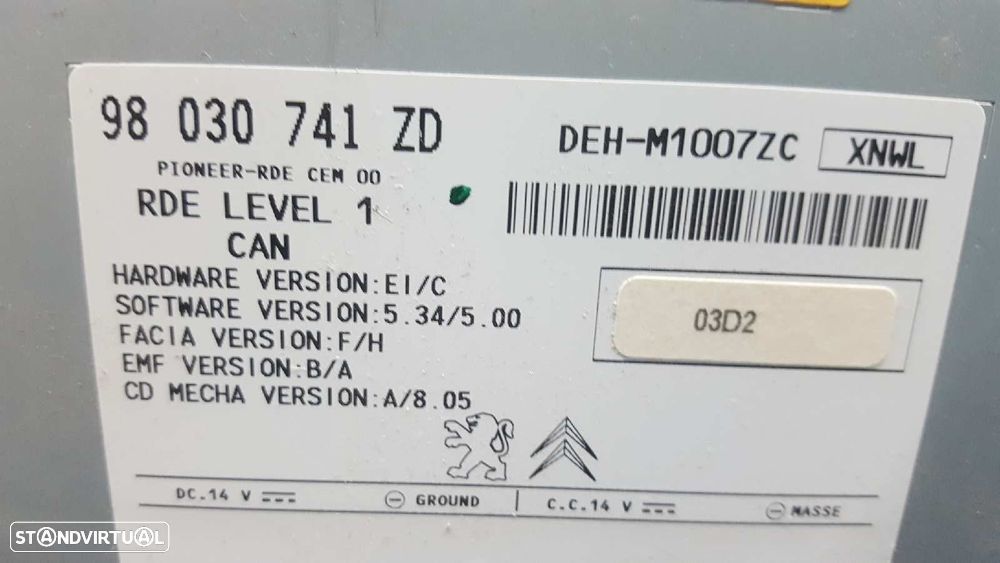 98 030 741 ZD
DEH-M1007ZC
XNWL
PIONEER-RDE CEM 00
RDE LEVEL 1
CAN
HARDWARE VERSION:EI/C
SOFTWARE VERSION:5.34/5.00
FACIA VERSION:F/H
EMF VERSION:B/A
CD MECHA VERSION:A/8.05
03D2
DC.14 V
GROUND
C.C.14 V
MASSE
STANDVIRTUAL